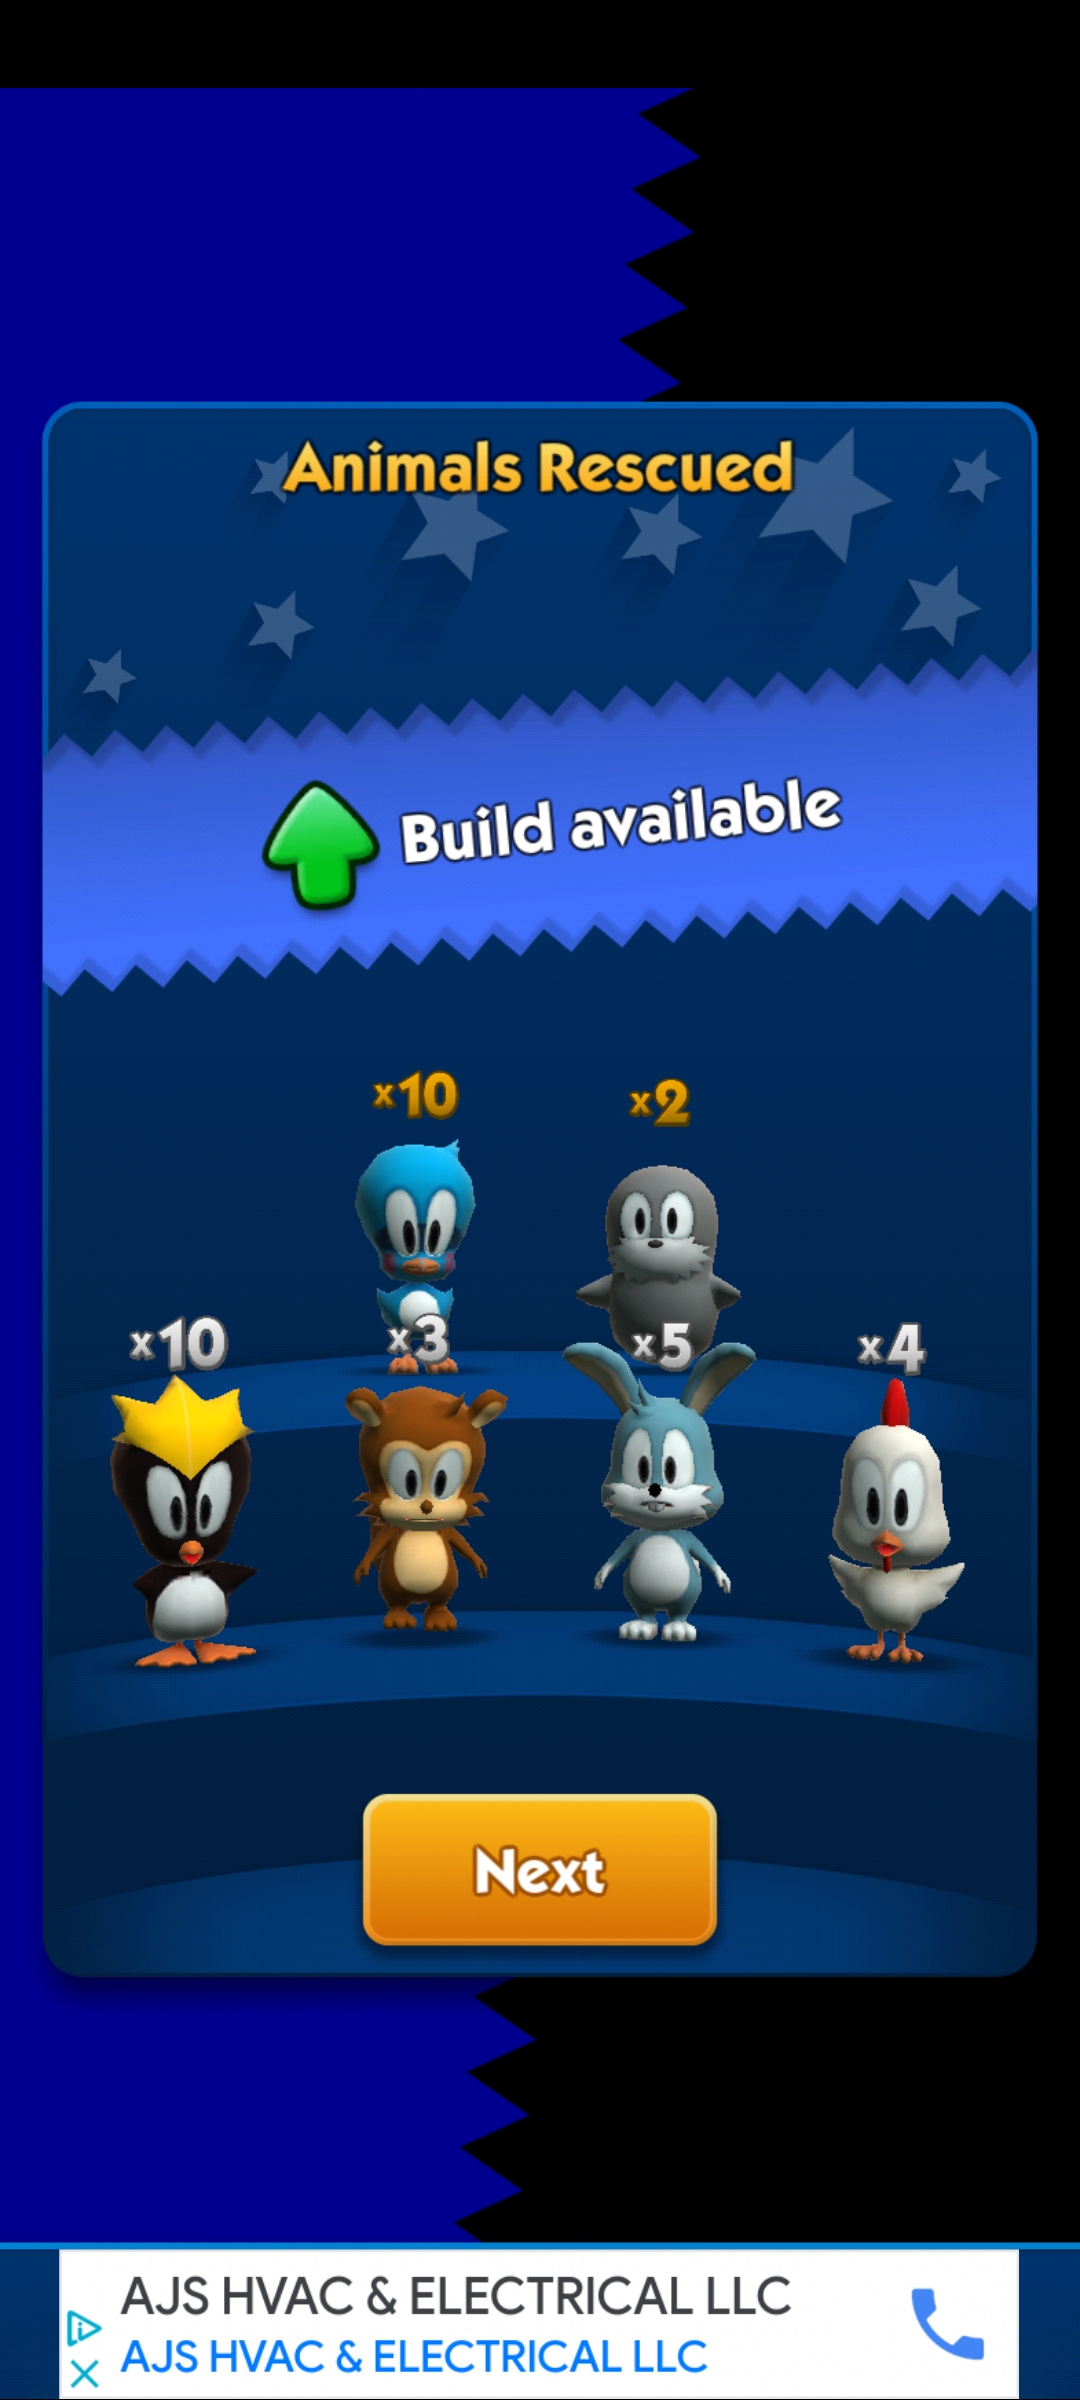 Animals Rescued
Build available
x10 x2
x10 x3 x5 x4
Next
AJS HVAC & ELECTRICAL LLC
AJS HVAC & ELECTRICAL LLC